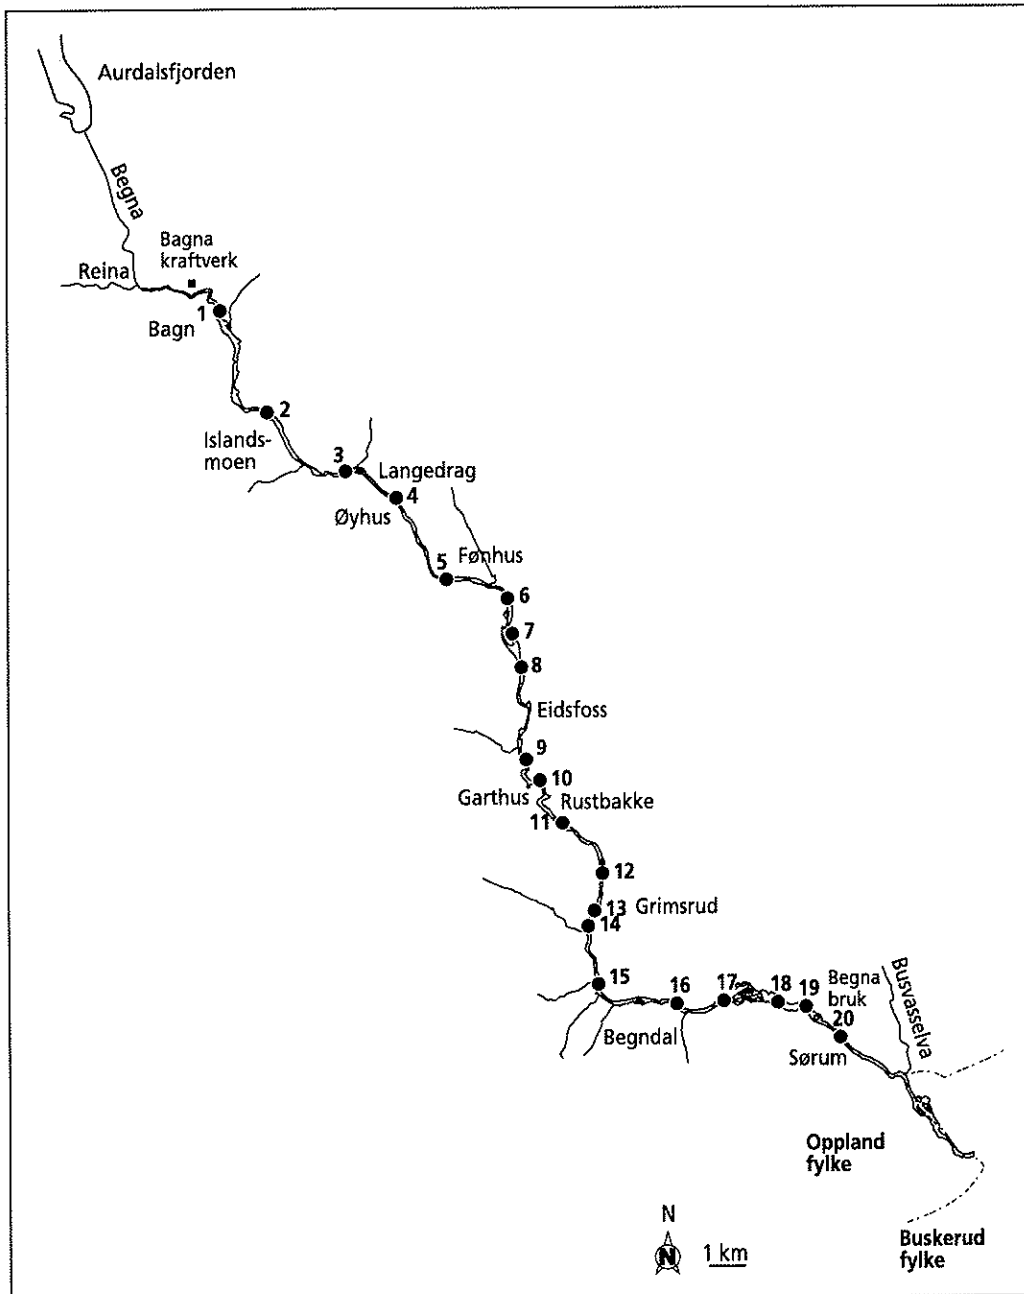 Aurdalsfjorden
Begna
Bagna
kraftverk
Reina
1
Bagn
2
Islands-
moen
3
Langedrag
4
Øyhus
5
Fønhus
6
7
8
Eidsfoss
9
10
Garthus
Rustbakke
11
12
13 Grimsrud
14
15
16
17
18
19
Begna
bruk
20
Busvasselva
Begndal
Sørum
Oppland
fylke
Buskerud
fylke
N
N
1 km